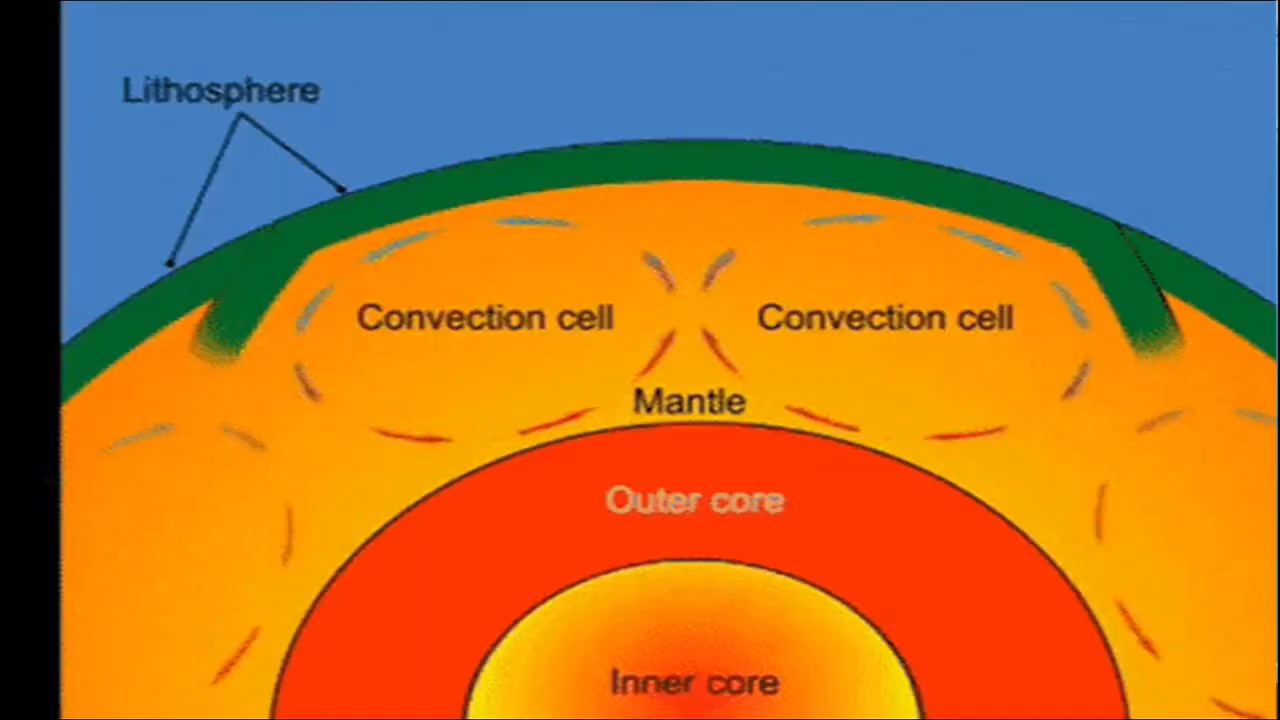 Lithosphere
Convection cell
Convection cell
Mantle
Outer core
Inner core